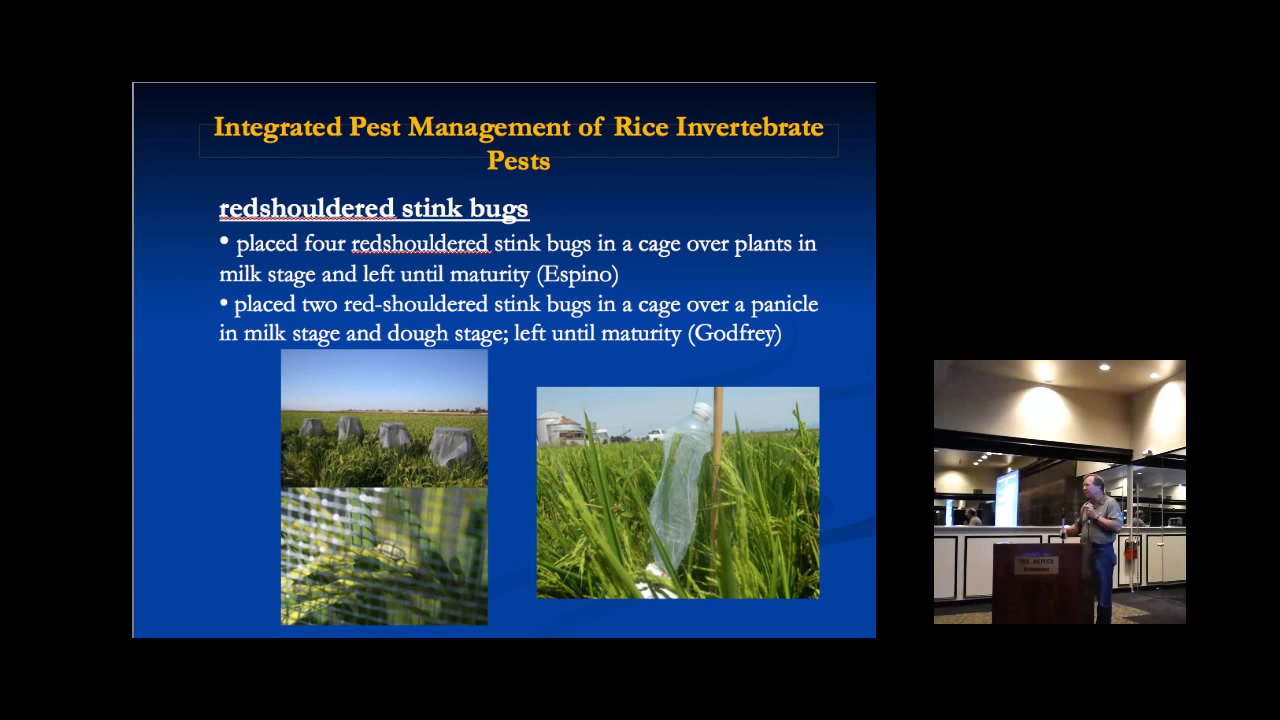 Integrated Pest Management of Rice Invertebrate
Pests
redshouldered stink bugs
• placed four redshouldered stink bugs in a cage over plants in
milk stage and left until maturity (Espino)
• placed two red-shouldered stink bugs in a cage over a panicle
in milk stage and dough stage; left until maturity (Godfrey)